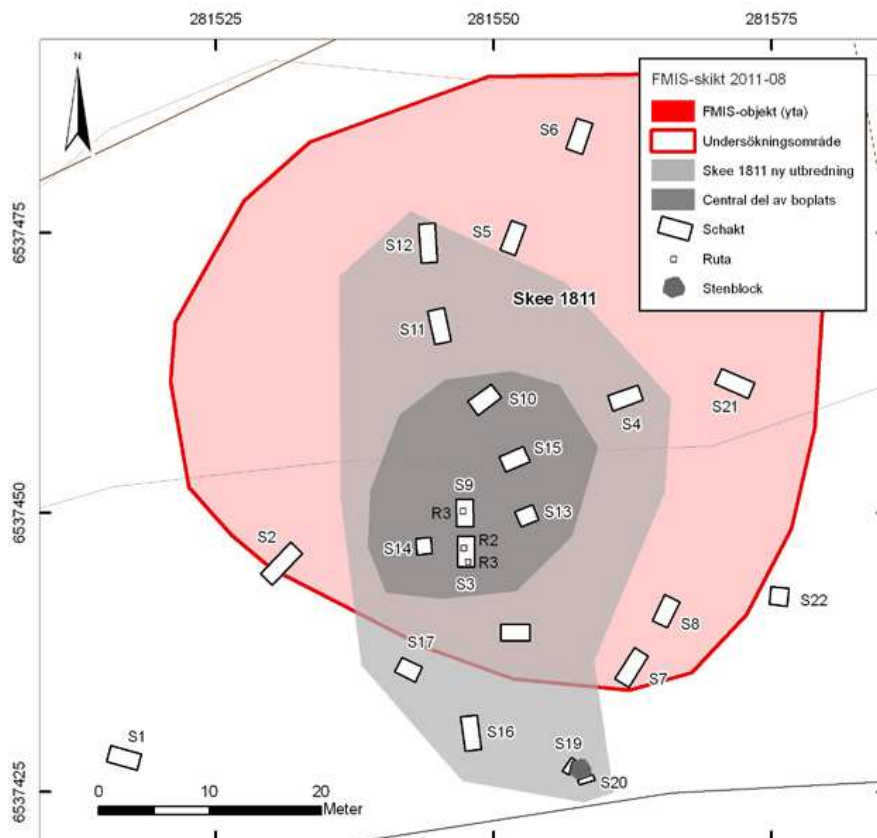 281525
281550
281575
N
FMIS-skikt 2011-08
FMIS-objekt (yta)
Undersökningsområde
Skee 1811 ny utbredning
Central del av boplats
Schakt
Ruta
Stenblock
S6
6537475
S12
S5
Skee 1811
S11
S10
S4
S21
S15
S9
6537450
R3
S13
S2
S14
R2
R3
S3
S22
S8
S17
S7
S16
S1
S19
S20
6537425
0 10 20
Meter